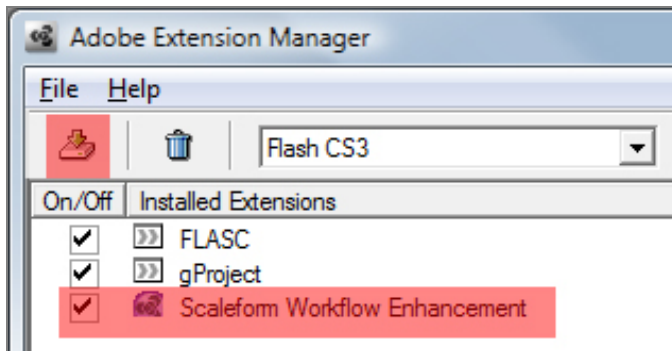 Adobe Extension Manager
File Help
Flash CS3
On/Off Installed Extensions
FLASC
gProject
Scaleform Workflow Enhancement